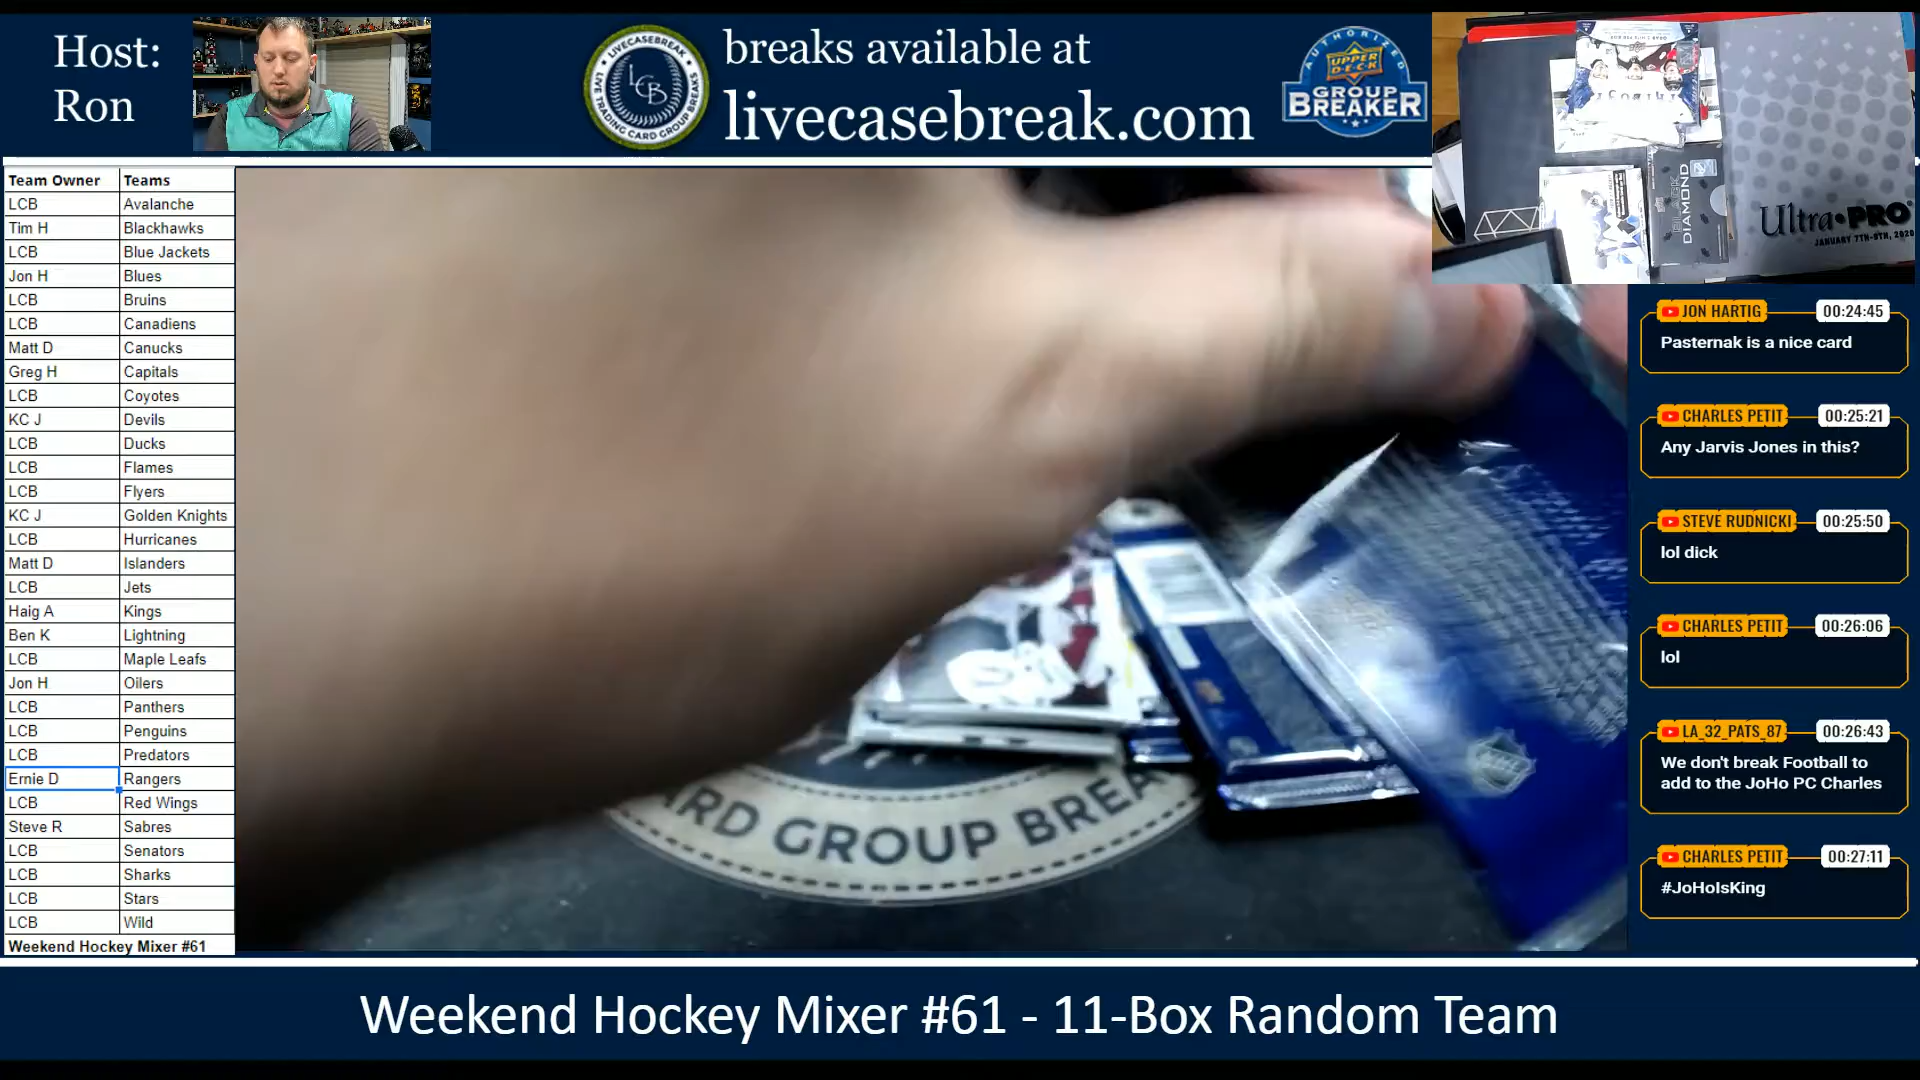 Host:
Ron
LIVECASEBREAK
LCB
LIVE TRADING CARD GROUP BREAKS
breaks available at
livecasebreak.com
AUTHORIZED
UPPER DECK
GROUP
BREAKER
BLACK
DIAMOND
Ultra•PRO
JANUARY 7TH-9TH, 2020
Team Owner Teams
LCB Avalanche
Tim H Blackhawks
LCB Blue Jackets
Jon H Blues
LCB Bruins
LCB Canadiens
Matt D Canucks
Greg H Capitals
LCB Coyotes
KC J Devils
LCB Ducks
LCB Flames
LCB Flyers
KC J Golden Knights
LCB Hurricanes
Matt D Islanders
LCB Jets
Haig A Kings
Ben K Lightning
LCB Maple Leafs
Jon H Oilers
LCB Panthers
LCB Penguins
LCB Predators
Ernie D Rangers
LCB Red Wings
Steve R Sabres
LCB Senators
LCB Sharks
LCB Stars
LCB Wild
Weekend Hockey Mixer #61
ARD GROUP BREA
JON HARTIG 00:24:45
Pasternak is a nice card
CHARLES PETIT 00:25:21
Any Jarvis Jones in this?
STEVE RUDNICKI 00:25:50
lol dick
CHARLES PETIT 00:26:06
lol
LA_32_PATS_87 00:26:43
We don't break Football to
add to the JoHo PC Charles
CHARLES PETIT 00:27:11
#JoHoIsKing
Weekend Hockey Mixer #61 - 11-Box Random Team